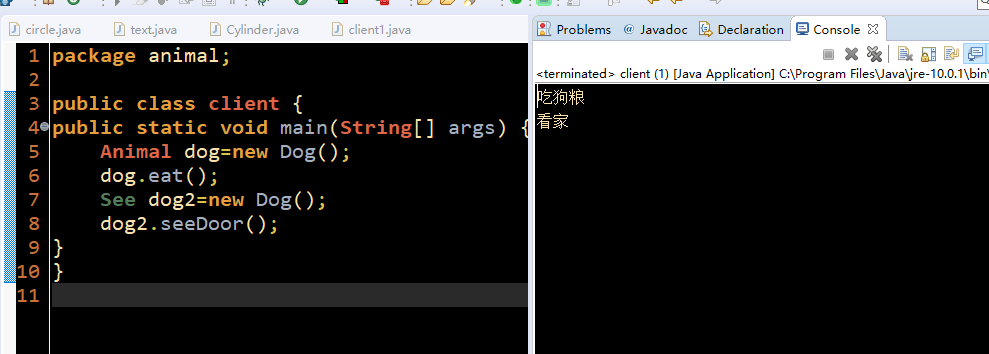 circle.java text.java Cylinder.java client1.java
1 package animal;
2
3 public class client {
4 public static void main(String[] args) {
5 Animal dog=new Dog();
6 dog.eat();
7 See dog2=new Dog();
8 dog2.seeDoor();
9 }
10 }
11
Problems @ Javadoc Declaration Console
<terminated> client (1) [Java Application] C:\Program Files\Java\jre-10.0.1\bin\
吃狗粮
看家